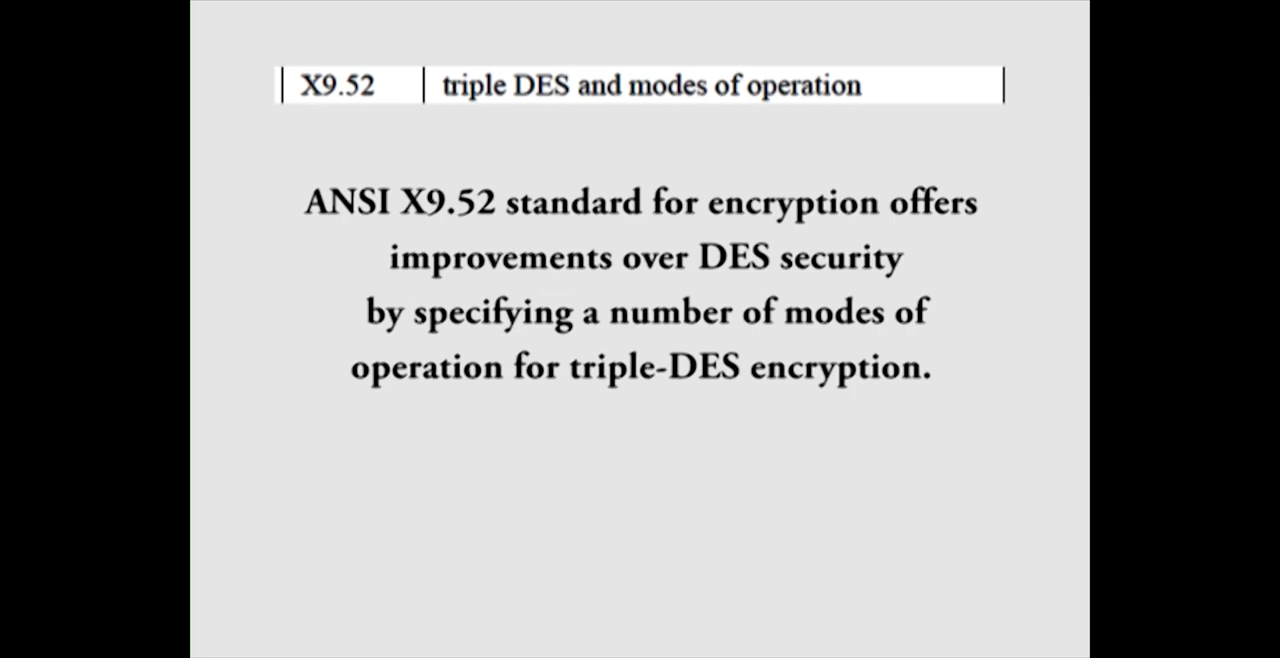 X9.52 triple DES and modes of operation
ANSI X9.52 standard for encryption offers
improvements over DES security
by specifying a number of modes of
operation for triple-DES encryption.